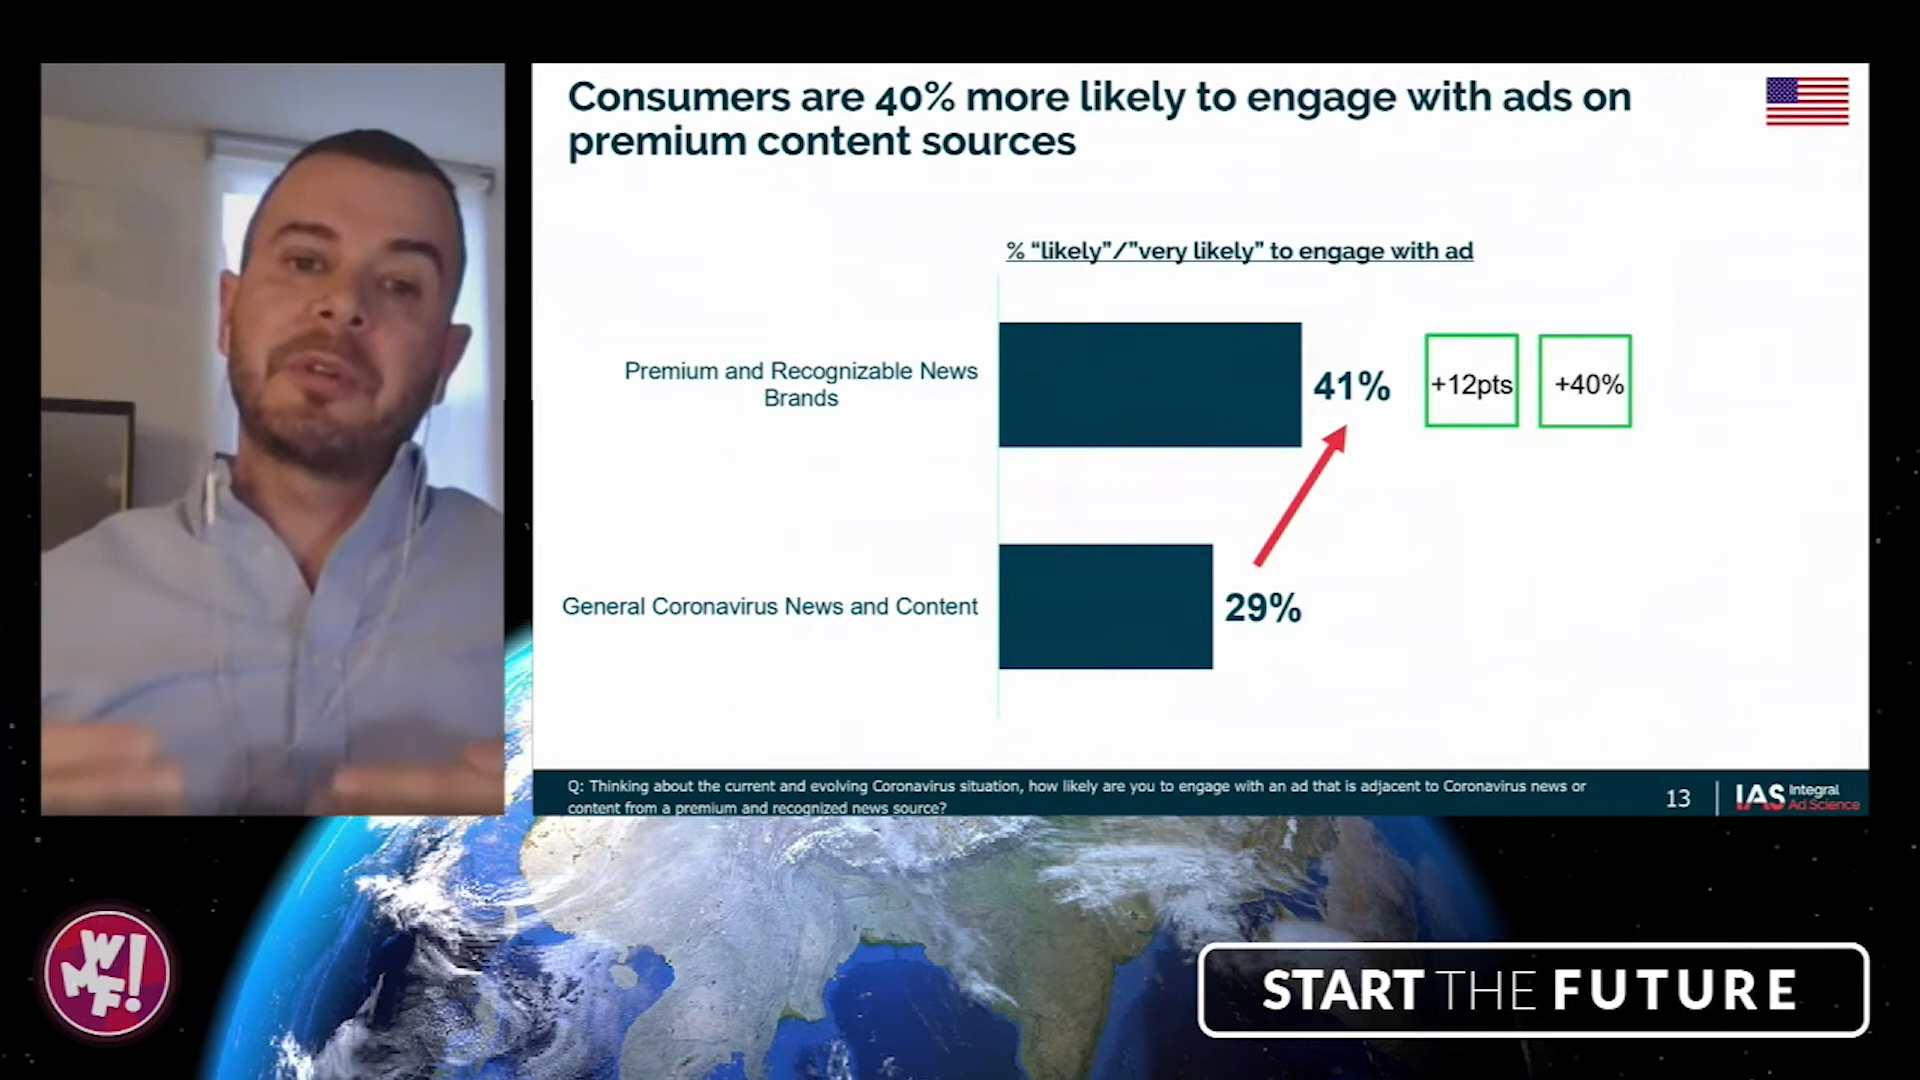 Consumers are 40% more likely to engage with ads on
premium content sources
% “likely”/”very likely” to engage with ad
Premium and Recognizable News
Brands
41%
+12pts
+40%
General Coronavirus News and Content
29%
Q: Thinking about the current and evolving Coronavirus situation, how likely are you to engage with an ad that is adjacent to Coronavirus news or
content from a premium and recognized news source?
13
IAS Integral
Ad Science
WMF!
START THE FUTURE